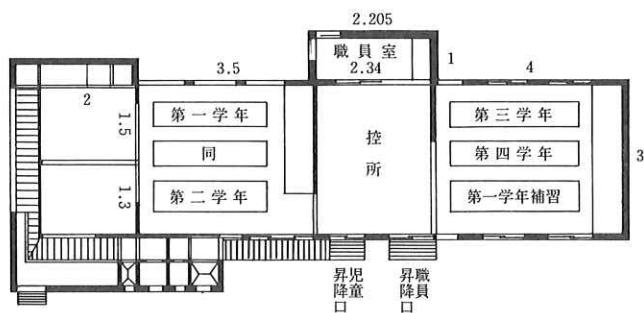 2.205
職員室
2.34
1
3.5
4
2
1.5
1.3
第一学年
同
第二学年
控所
第三学年
第四学年
第一学年補習
3
児童
昇降口
職員
昇降口